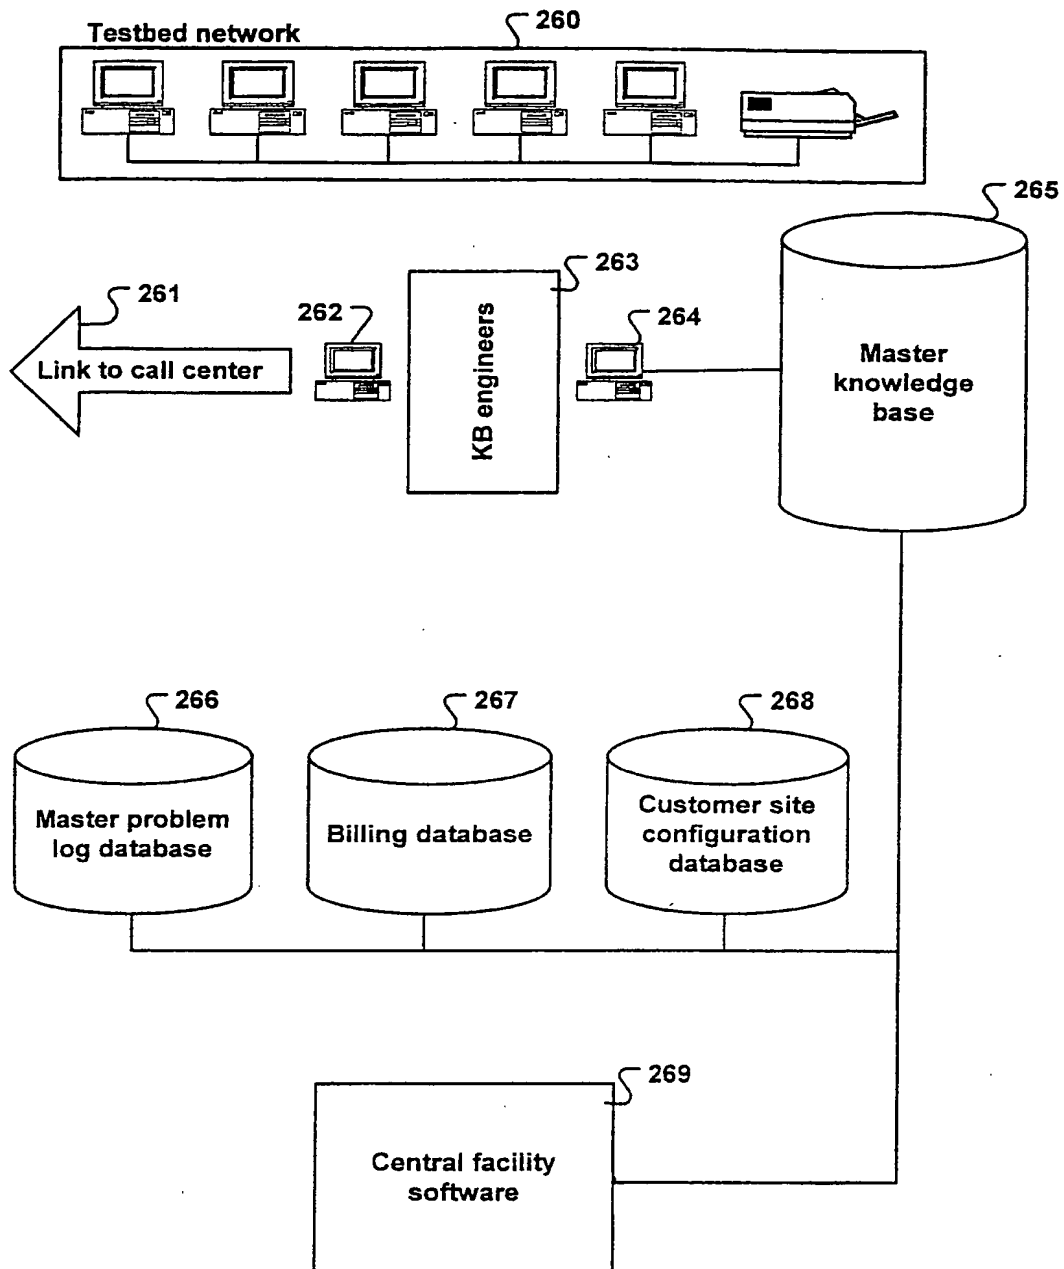 Testbed network
260
265
261
262
263
264
Link to call center
KB engineers
Master
knowledge
base
266
267
268
Master problem
log database
Billing database
Customer site
configuration
database
269
Central facility
software